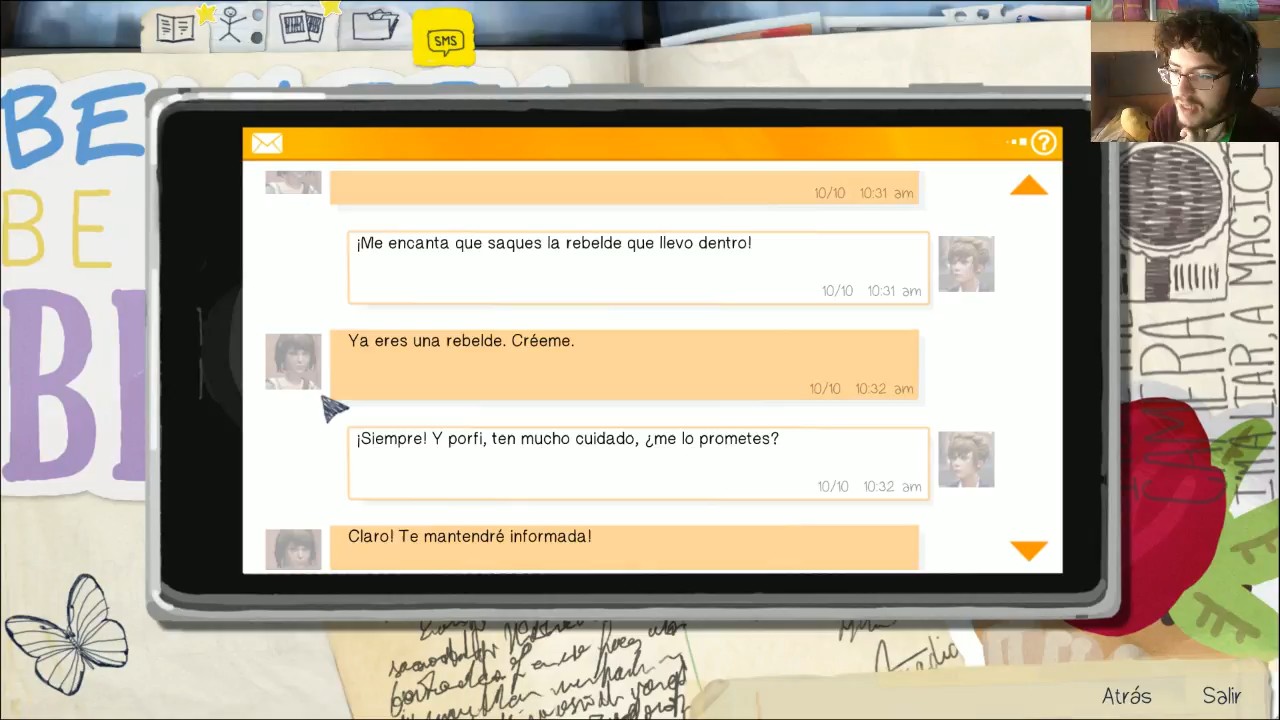 SMS
BE
BE
10/10 10:31 am
¡Me encanta que saques la rebelde que llevo dentro!
10/10 10:31 am
Ya eres una rebelde. Créeme.
10/10 10:32 am
¡Siempre! Y porfi, ten mucho cuidado, ¿me lo prometes?
10/10 10:32 am
Claro! Te mantendré informada!
CAMERA
Atrás
Salir